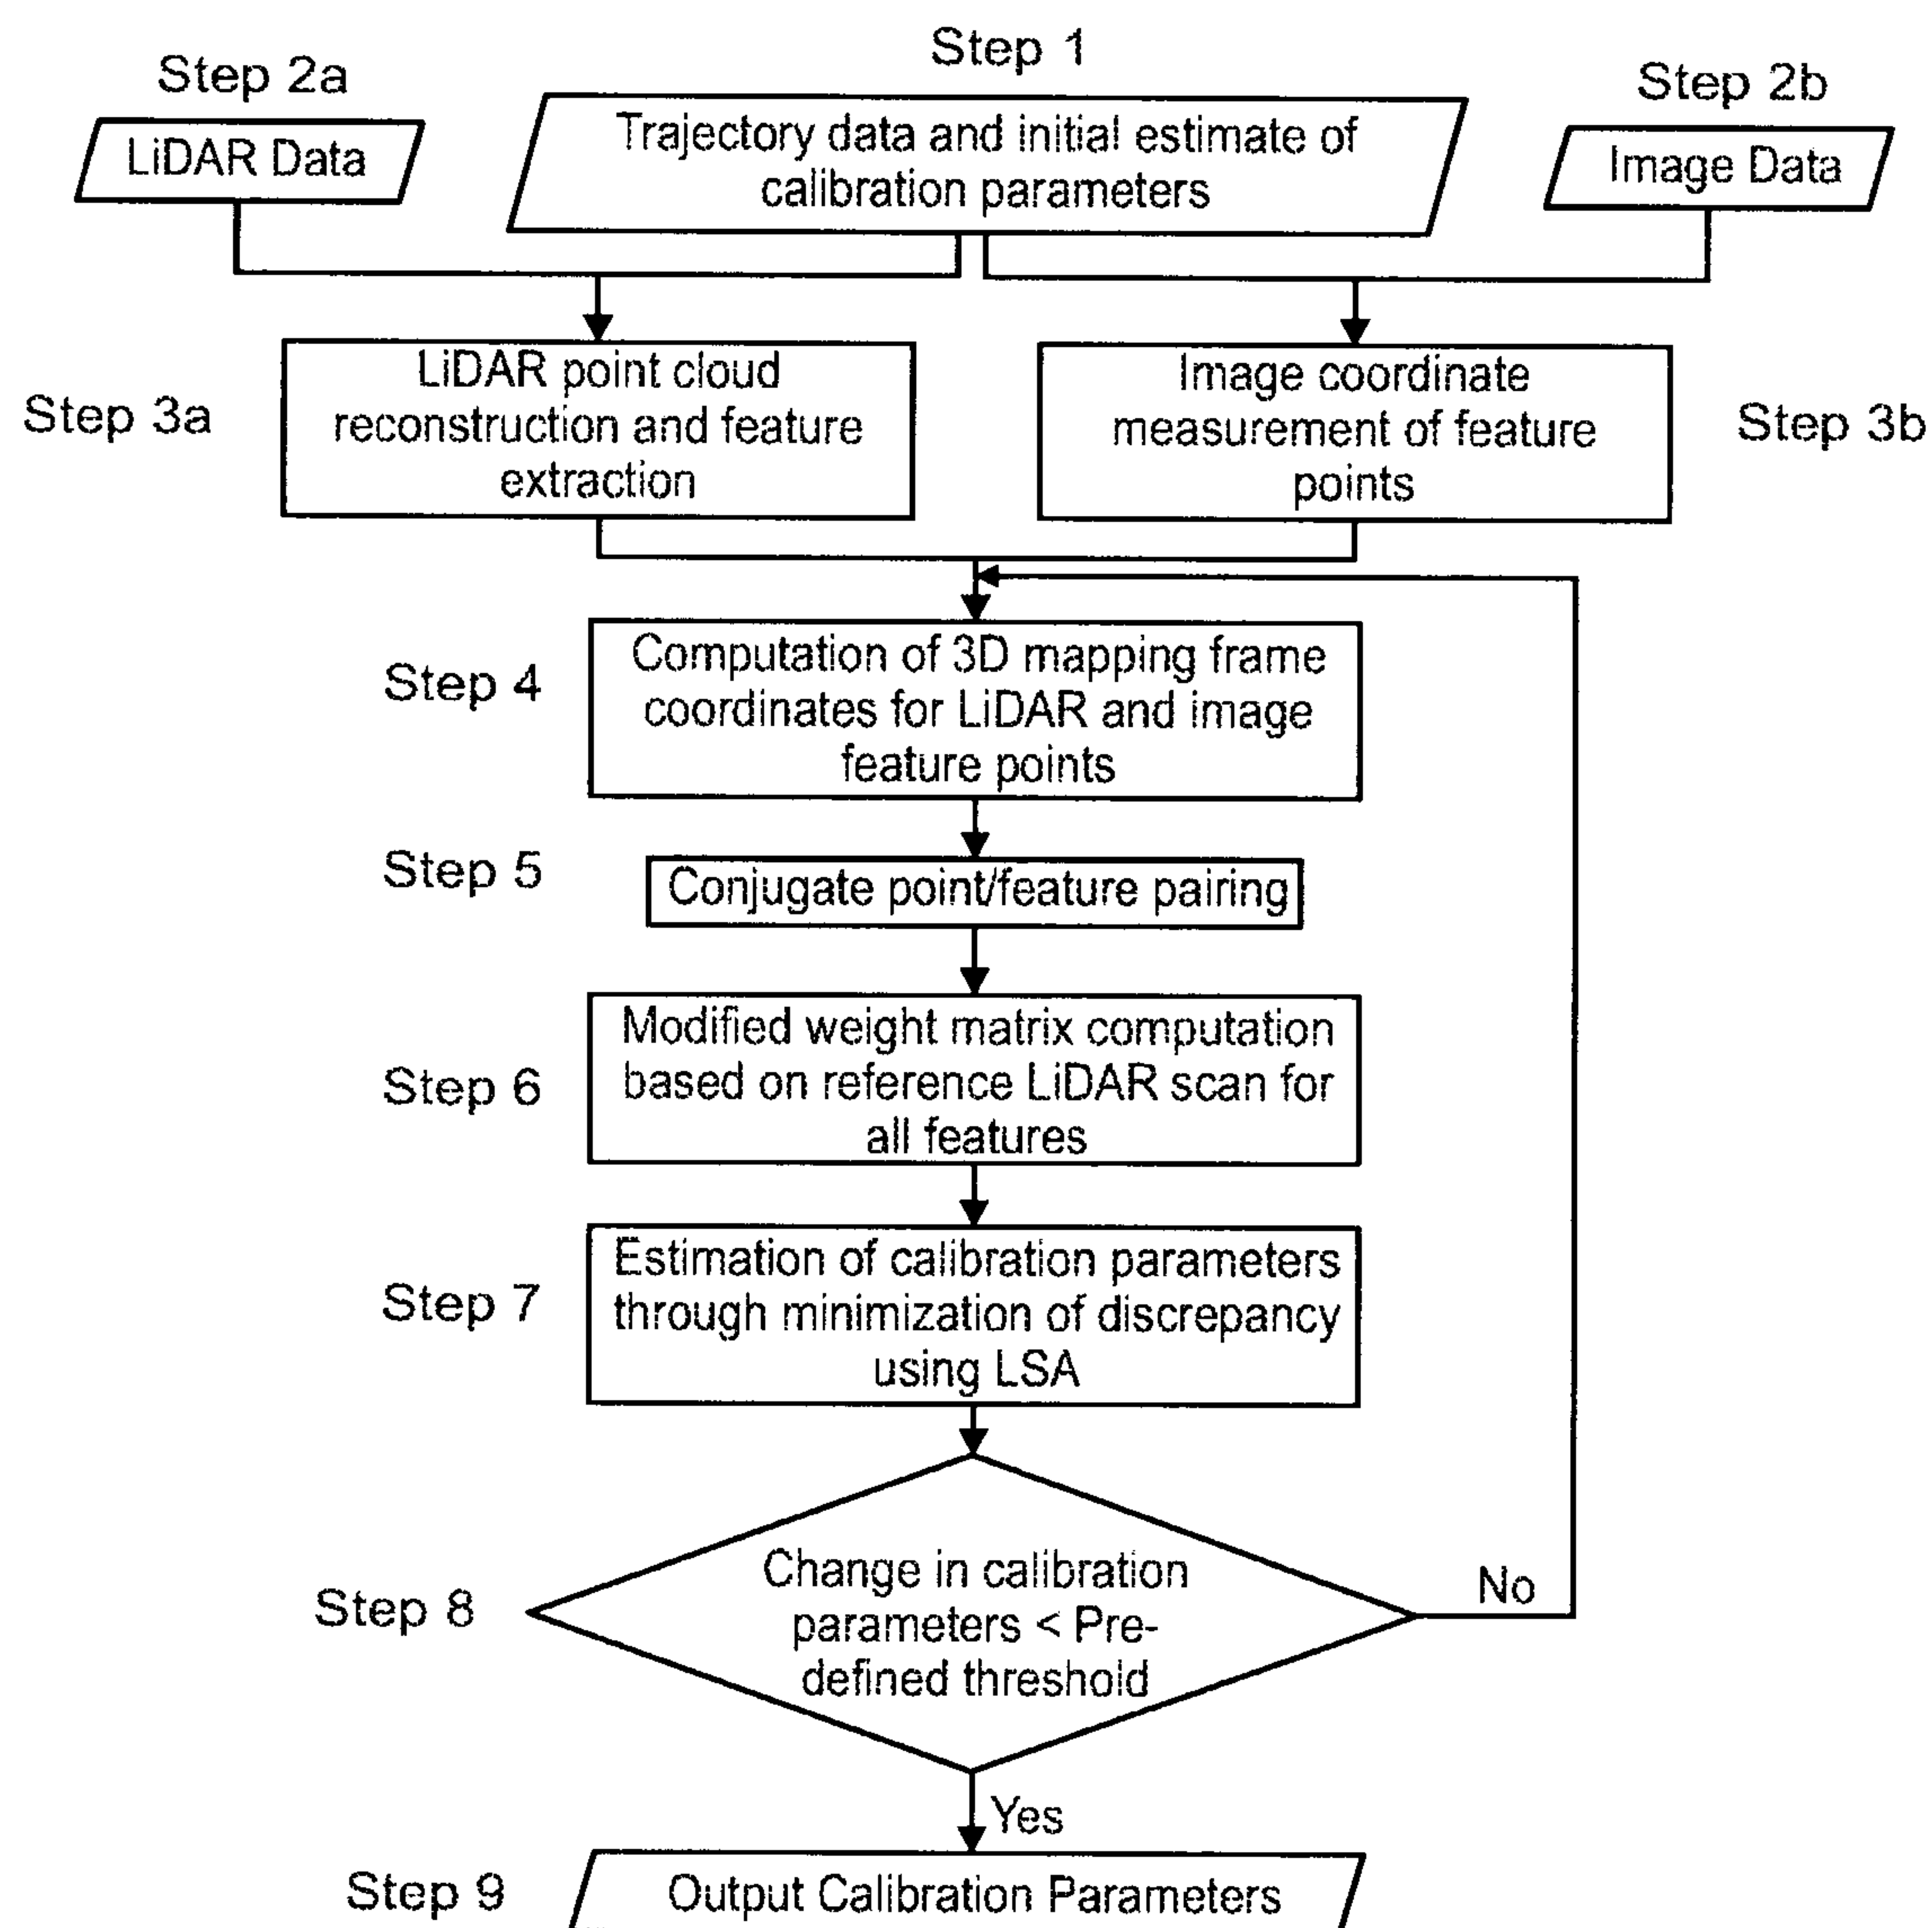 Step 1
Step 2a
Step 2b
Trajectory data and initial estimate of
calibration parameters
LiDAR Data
Image Data
Step 3a
LiDAR point cloud
reconstruction and feature
extraction
Image coordinate
measurement of feature
points
Step 3b
Step 4
Computation of 3D mapping frame
coordinates for LiDAR and image
feature points
Step 5
Conjugate point/feature pairing
Step 6
Modified weight matrix computation
based on reference LiDAR scan for
all features
Step 7
Estimation of calibration parameters
through minimization of discrepancy
using LSA
Step 8
Change in calibration
parameters < Pre-
defined threshold
No
Yes
Step 9
Output Calibration Parameters